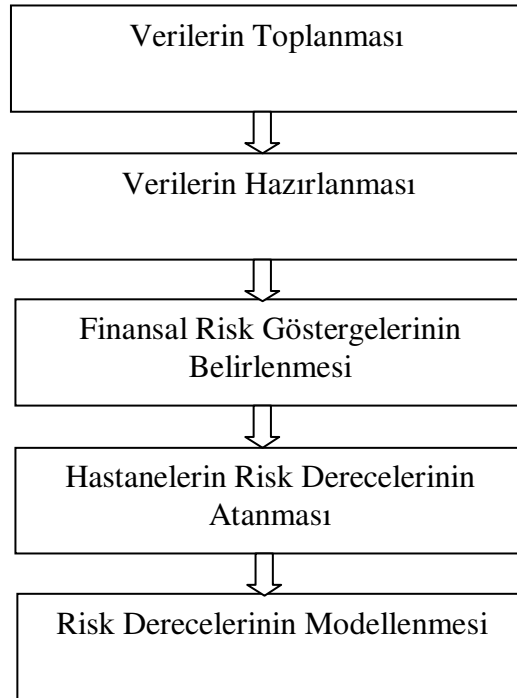 Verilerin Toplanması
Verilerin Hazırlanması
Finansal Risk Göstergelerinin
Belirlenmesi
Hastanelerin Risk Derecelerinin
Atanması
Risk Derecelerinin Modellenmesi